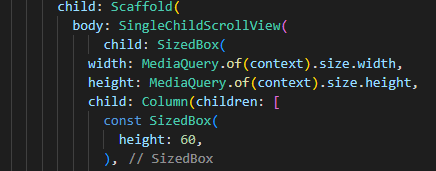 child: Scaffold(
body: SingleChildScrollView(
child: SizedBox(
width: MediaQuery.of(context).size.width,
height: MediaQuery.of(context).size.height,
child: Column(children: [
const SizedBox(
height: 60,
), // SizedBox